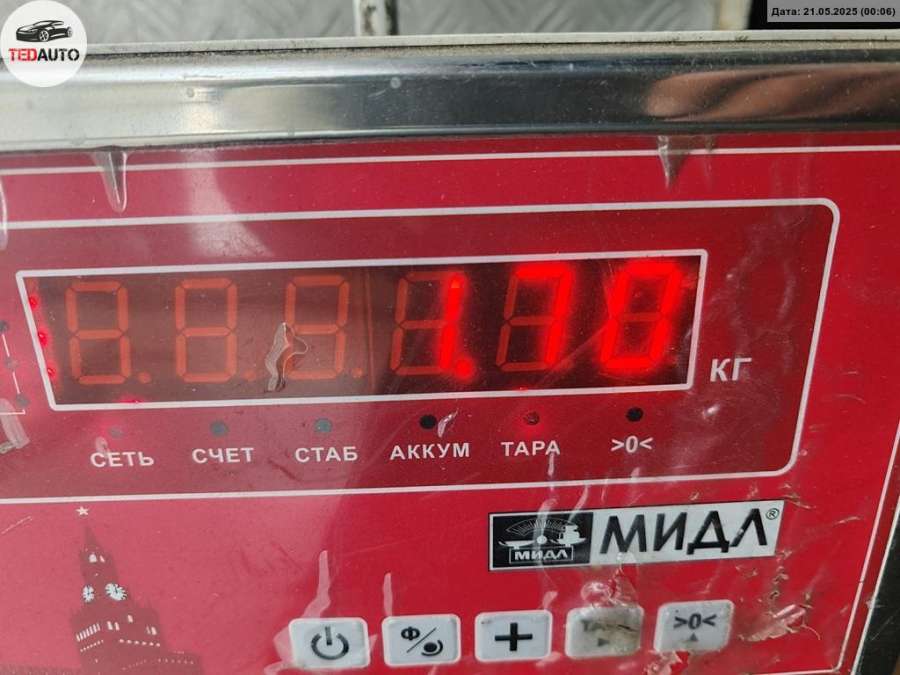 Дата: 21.05.2025 (00:06)
TEDAUTO
1.70
КГ
СЕТЬ СЧЕТ СТАБ АККУМ ТАРА >0<
МИДЛ МИДЛ®
Ф/ + >0<